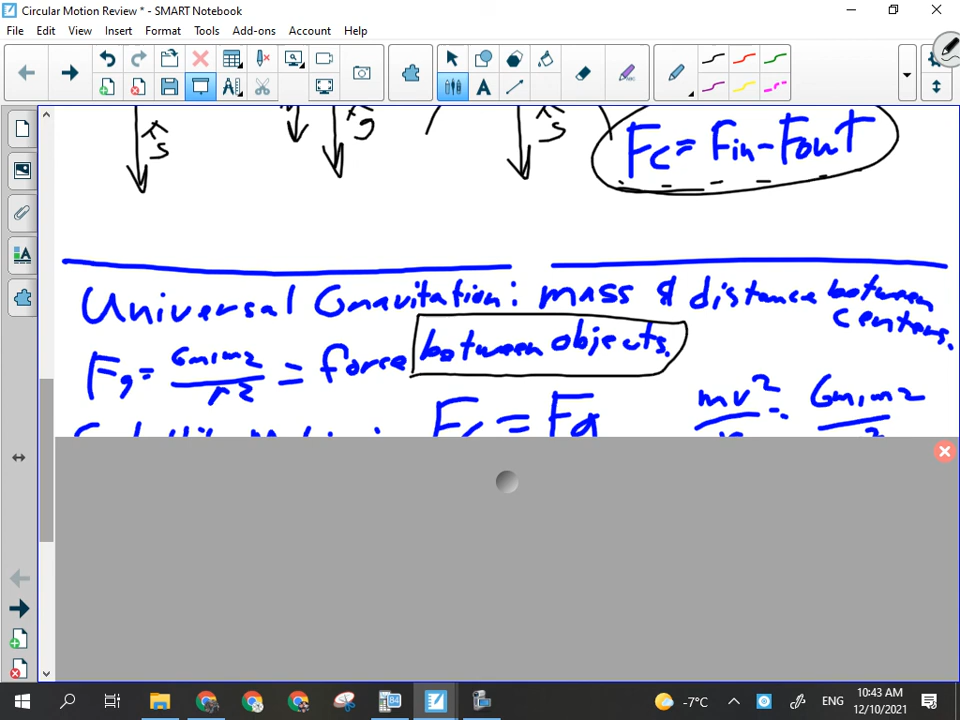 Circular Motion Review * - SMART Notebook
File Edit View Insert Format Tools Add-ons Account Help
Fc = Fin - Fout
Universal Gravitation: mass & distance between centers.
Fg = Gm1m2/r2 = force between objects.
Fc = Fg mv2 = Gm1m2
ENG
-7°C
10:43 AM
12/10/2021